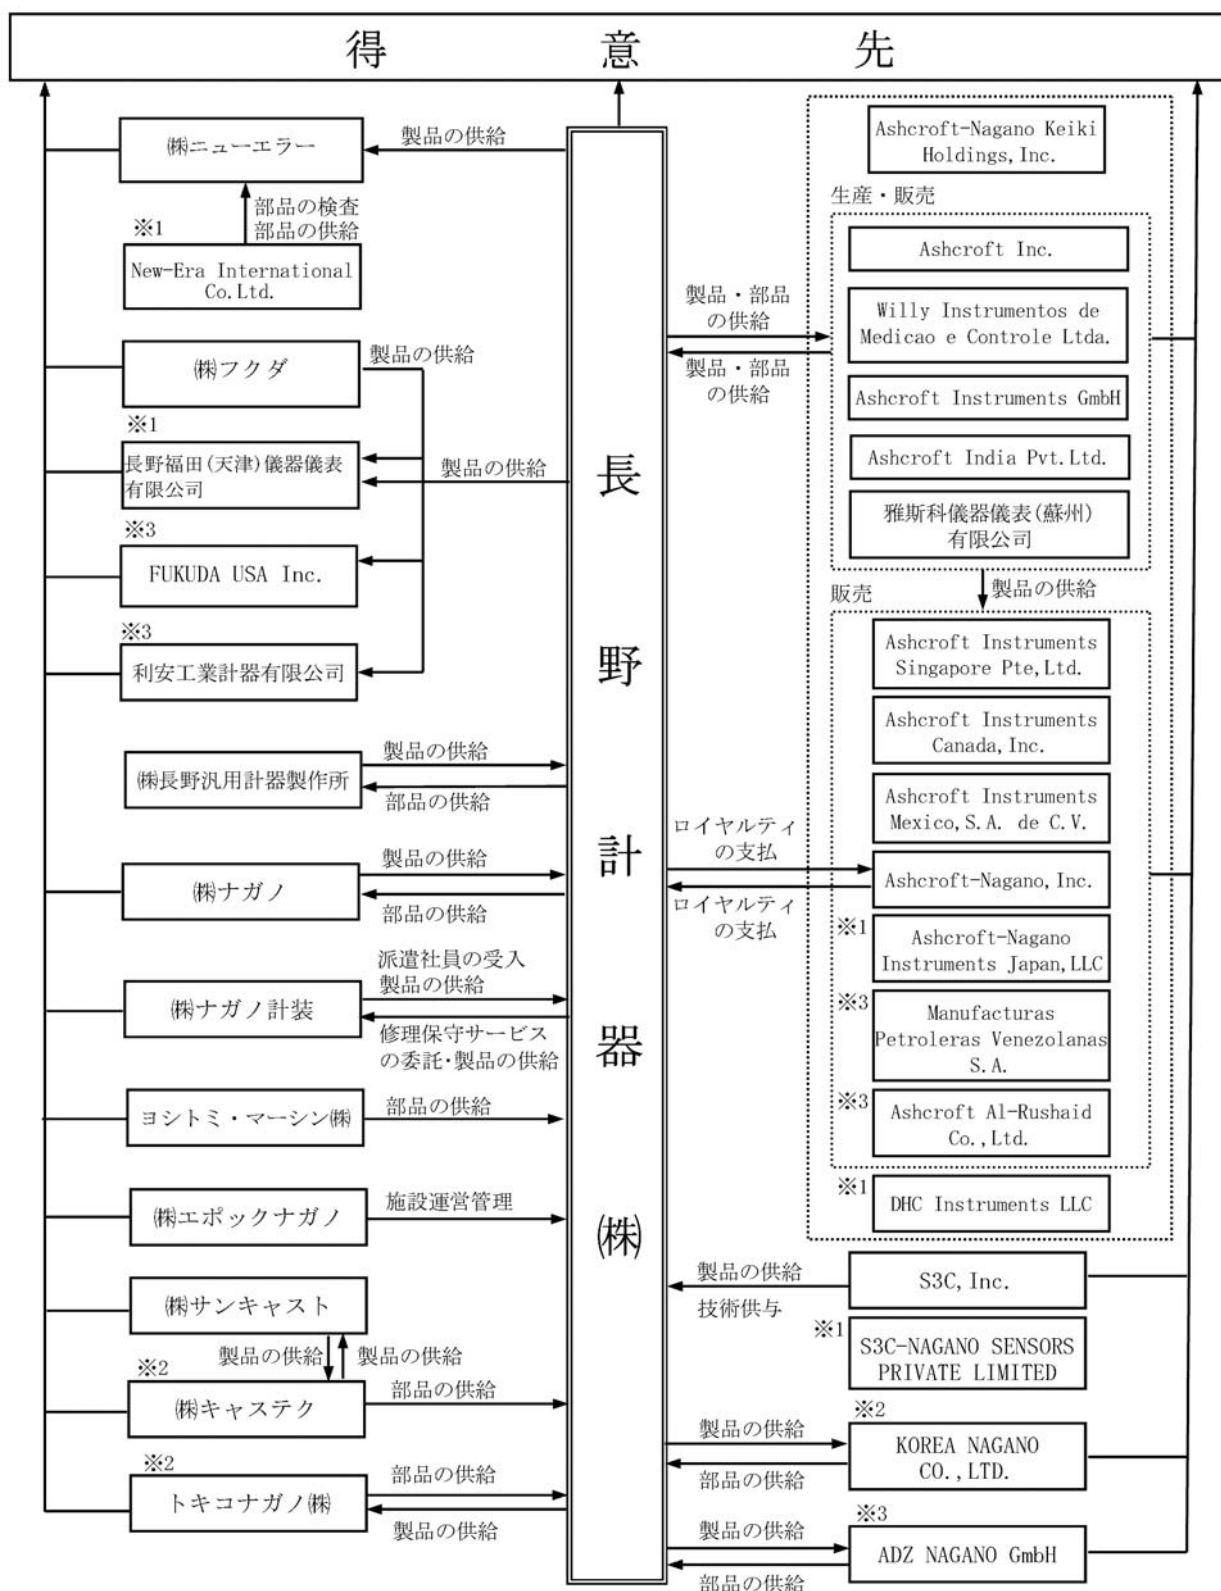 得意先
㈱ニューエラー
製品の供給
部品の検査
部品の供給
※1
New-Era International
Co.Ltd.
㈱フクダ
製品の供給
※1
長野福田(天津)儀器儀表
有限公司
製品の供給
※3
FUKUDA USA Inc.
※3
利安工業計器有限公司
㈱長野汎用計器製作所
製品の供給
部品の供給
㈱ナガノ
製品の供給
部品の供給
派遣社員の受入
製品の供給
㈱ナガノ計装
修理保守サービス
の委託・製品の供給
ヨシトミ・マーシン㈱
部品の供給
㈱エポックナガノ
施設運営管理
㈱サンキャスト
製品の供給
製品の供給
※2
㈱キャステク
部品の供給
※2
トキコナガノ㈱
部品の供給
製品の供給
長野計器㈱
Ashcroft-Nagano Keiki
Holdings,Inc.
生産・販売
Ashcroft Inc.
Willy Instrumentos de
Medicao e Controle Ltda.
Ashcroft Instruments GmbH
Ashcroft India Pvt.Ltd.
雅斯科儀器儀表(蘇州)
有限公司
製品・部品
の供給
製品・部品
の供給
製品の供給
販売
Ashcroft Instruments
Singapore Pte,Ltd.
Ashcroft Instruments
Canada,Inc.
Ashcroft Instruments
Mexico,S.A. de C.V.
ロイヤルティ
の支払
Ashcroft-Nagano,Inc.
ロイヤルティ
の支払
※1
Ashcroft-Nagano
Instruments Japan,LLC
※3
Manufacturas
Petroleras Venezolanas
S.A.
※3
Ashcroft Al-Rushaid
Co.,Ltd.
※1
DHC Instruments LLC
製品の供給
技術供与
S3C,Inc.
※1
S3C-NAGANO SENSORS
PRIVATE LIMITED
※2
製品の供給
部品の供給
KOREA NAGANO
CO.,LTD.
※3
製品の供給
部品の供給
ADZ NAGANO GmbH